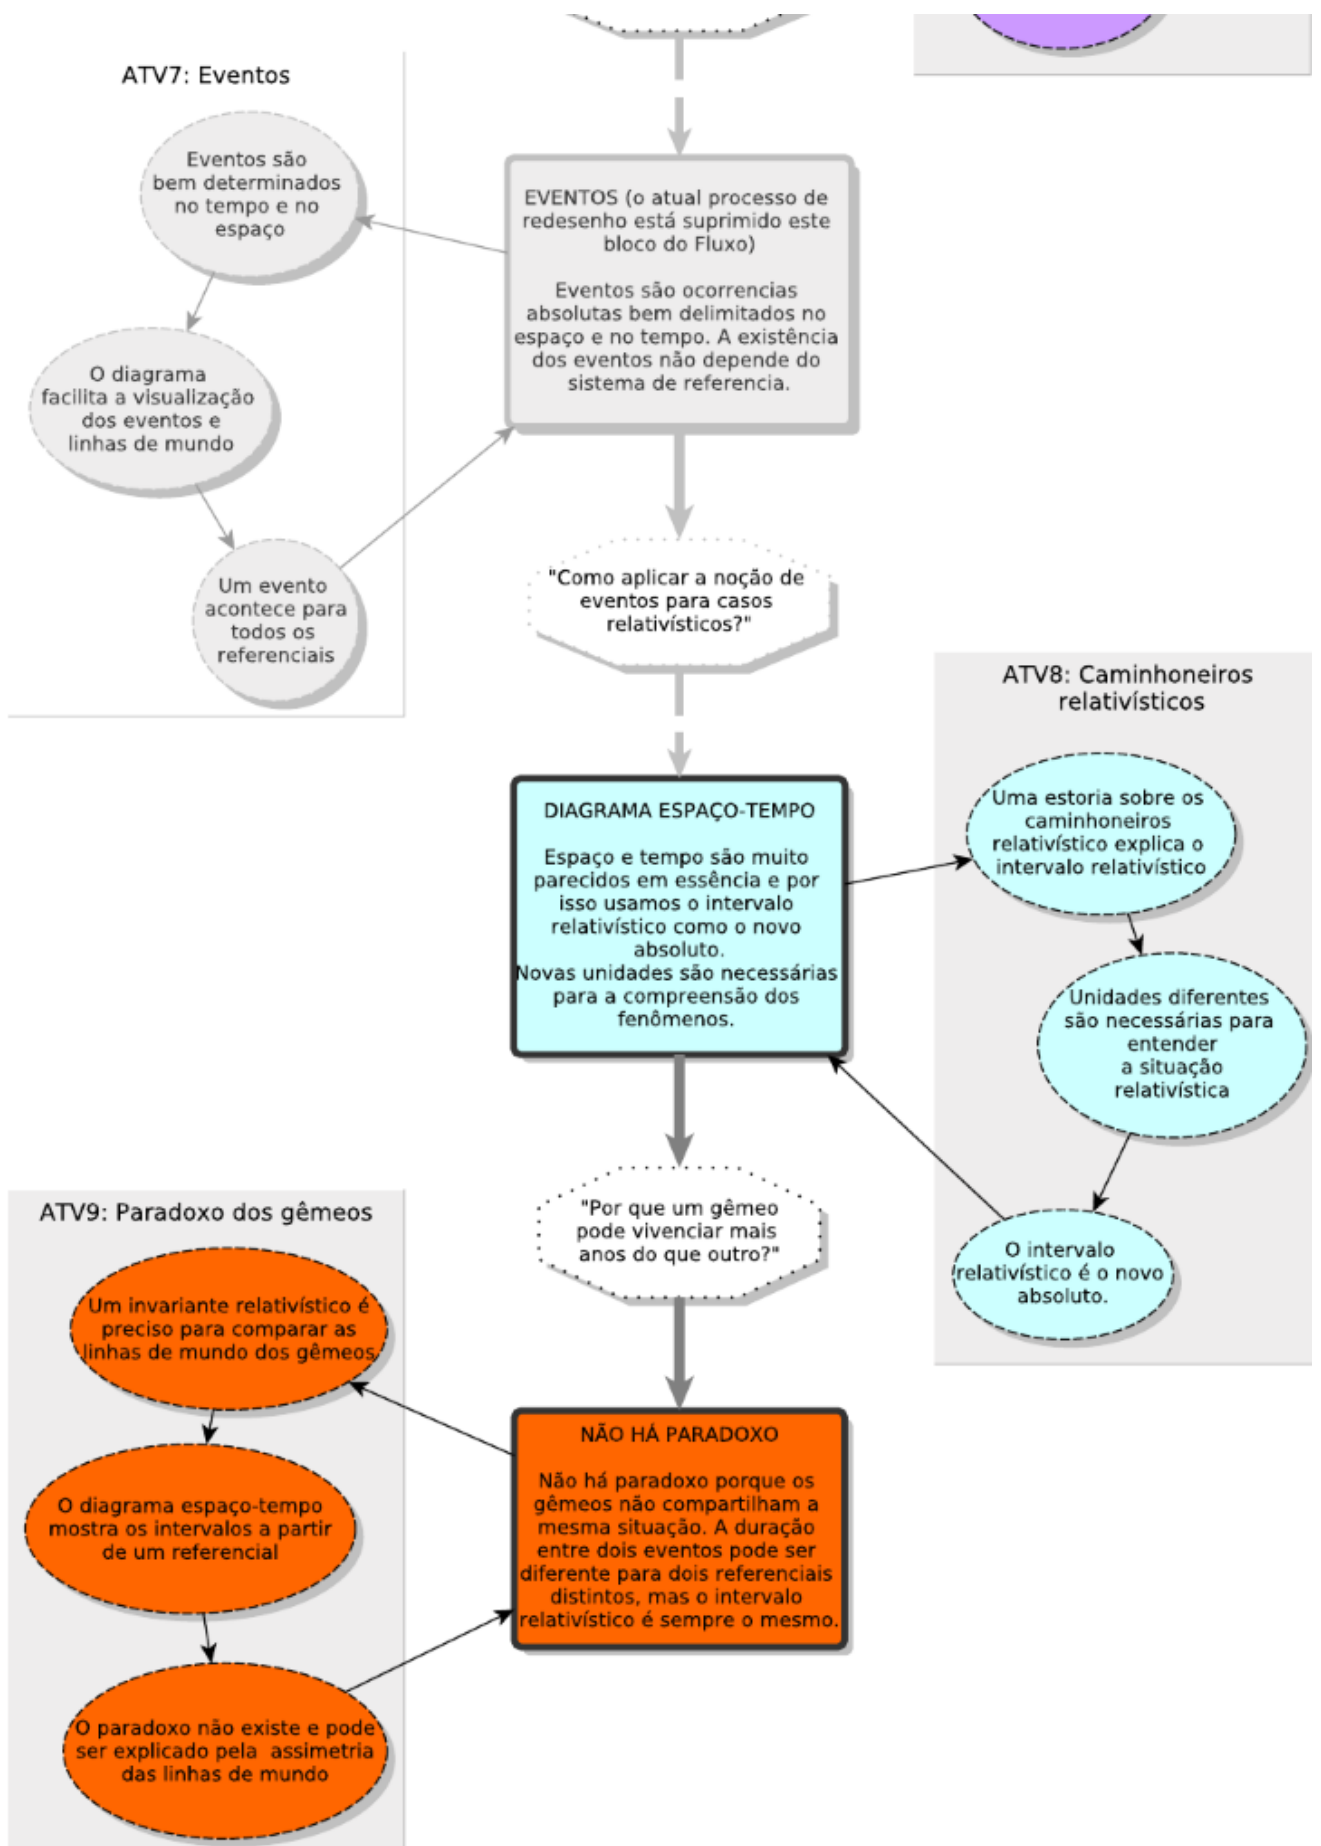 ATV7: Eventos
Eventos são
bem determinados
no tempo e no
espaço
O diagrama
facilita a visualização
dos eventos e
linhas de mundo
Um evento
acontece para
todos os
referenciais
EVENTOS (o atual processo de
redesenho está suprimido este
bloco do Fluxo)
Eventos são ocorrencias
absolutas bem delimitados no
espaço e no tempo. A existência
dos eventos não depende do
sistema de referencia.
"Como aplicar a noção de
eventos para casos
relativísticos?"
DIAGRAMA ESPAÇO-TEMPO
Espaço e tempo são muito
parecidos em essência e por
isso usamos o intervalo
relativístico como o novo
absoluto.
Novas unidades são necessárias
para a compreensão dos
fenômenos.
ATV8: Caminhoneiros
relativísticos
Uma estoria sobre os
caminhoneiros
relativístico explica o
intervalo relativístico
Unidades diferentes
são necessárias para
entender
a situação
relativística
O intervalo
relativístico é o novo
absoluto.
"Por que um gêmeo
pode vivenciar mais
anos do que outro?"
ATV9: Paradoxo dos gêmeos
Um invariante relativístico é
preciso para comparar as
linhas de mundo dos gêmeos
O diagrama espaço-tempo
mostra os intervalos a partir
de um referencial
O paradoxo não existe e pode
ser explicado pela  assimetria
das linhas de mundo
NÃO HÁ PARADOXO
Não há paradoxo porque os
gêmeos não compartilham a
mesma situação. A duração
entre dois eventos pode ser
diferente para dois referenciais
distintos, mas o intervalo
relativístico é sempre o mesmo.